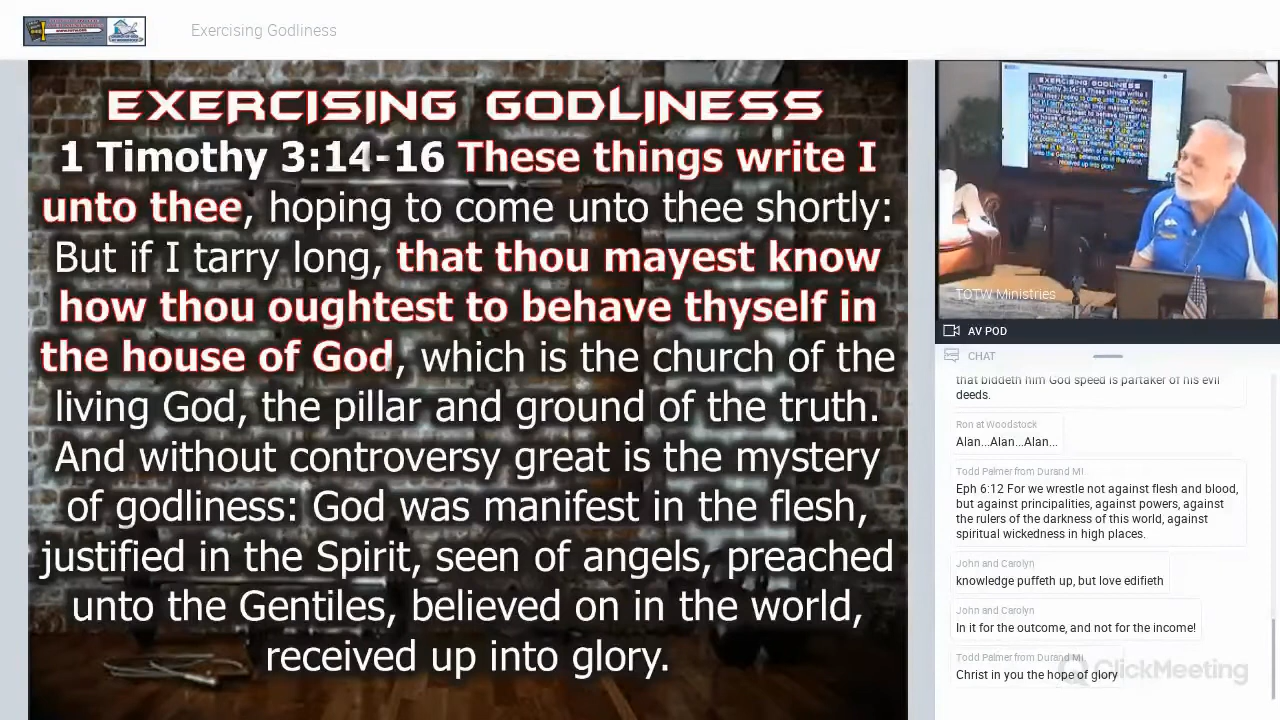 Exercising Godliness
EXERCISING GODLINESS
1 Timothy 3:14-16 These things write I
unto thee, hoping to come unto thee shortly:
But if I tarry long, that thou mayest know
how thou oughtest to behave thyself in
the house of God, which is the church of the
living God, the pillar and ground of the truth.
And without controversy great is the mystery
of godliness: God was manifest in the flesh,
justified in the Spirit, seen of angels, preached
unto the Gentiles, believed on in the world,
received up into glory.
TOTW Ministries
AV POD
CHAT
that biddeth him God speed is partaker of his evil
deeds.
Ron at Woodstock
Alan...Alan...Alan...
Todd Palmer from Durand MI
Eph 6:12 For we wrestle not against flesh and blood,
but against principalities, against powers, against
the rulers of the darkness of this world, against
spiritual wickedness in high places.
John and Carolyn
knowledge puffeth up, but love edifieth
John and Carolyn
In it for the outcome, and not for the income!
Todd Palmer from Durand MI
Christ in you the hope of glory
ClickMeeting